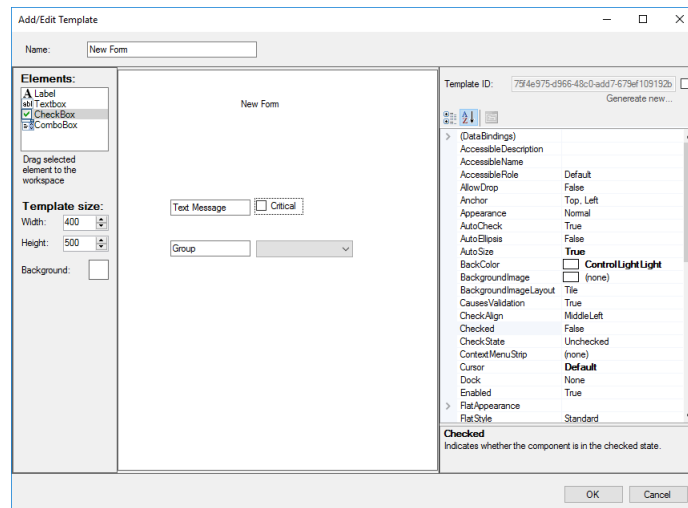 Add/Edit Template
Name: New Form
Elements:
A Label
abl Textbox
CheckBox
ComboBox
Drag selected
element to the
workspace
Template size:
Width: 400
Height: 500
Background:
New Form
Text Message Critical
Group
Template ID: 75f4e975-d966-48c0-add7-679ef109192b
Genereate new...
(DataBindings)
AccessibleDescription
AccessibleName
AccessibleRole Default
AllowDrop False
Anchor Top, Left
Appearance Normal
AutoCheck True
AutoEllipsis False
AutoSize True
BackColor ControlLightLight
BackgroundImage (none)
BackgroundImageLayout Tile
CausesValidation True
CheckAlign MiddleLeft
Checked False
CheckState Unchecked
ContextMenuStrip (none)
Cursor Default
Dock None
Enabled True
FlatAppearance
FlatStyle Standard
Checked
Indicates whether the component is in the checked state.
OK Cancel